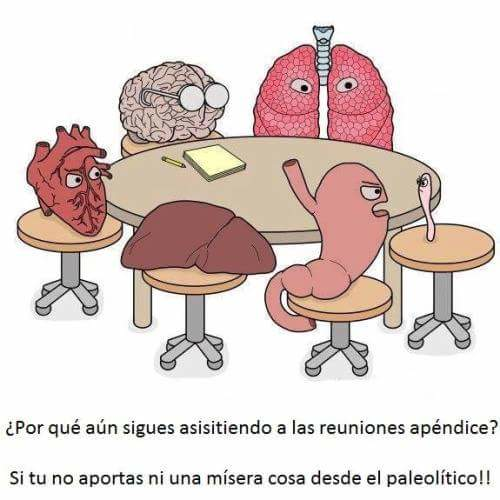 ¿Por qué aún sigues asisitiendo a las reuniones apéndice?
Si tu no aportas ni una mísera cosa desde el paleolítico!!